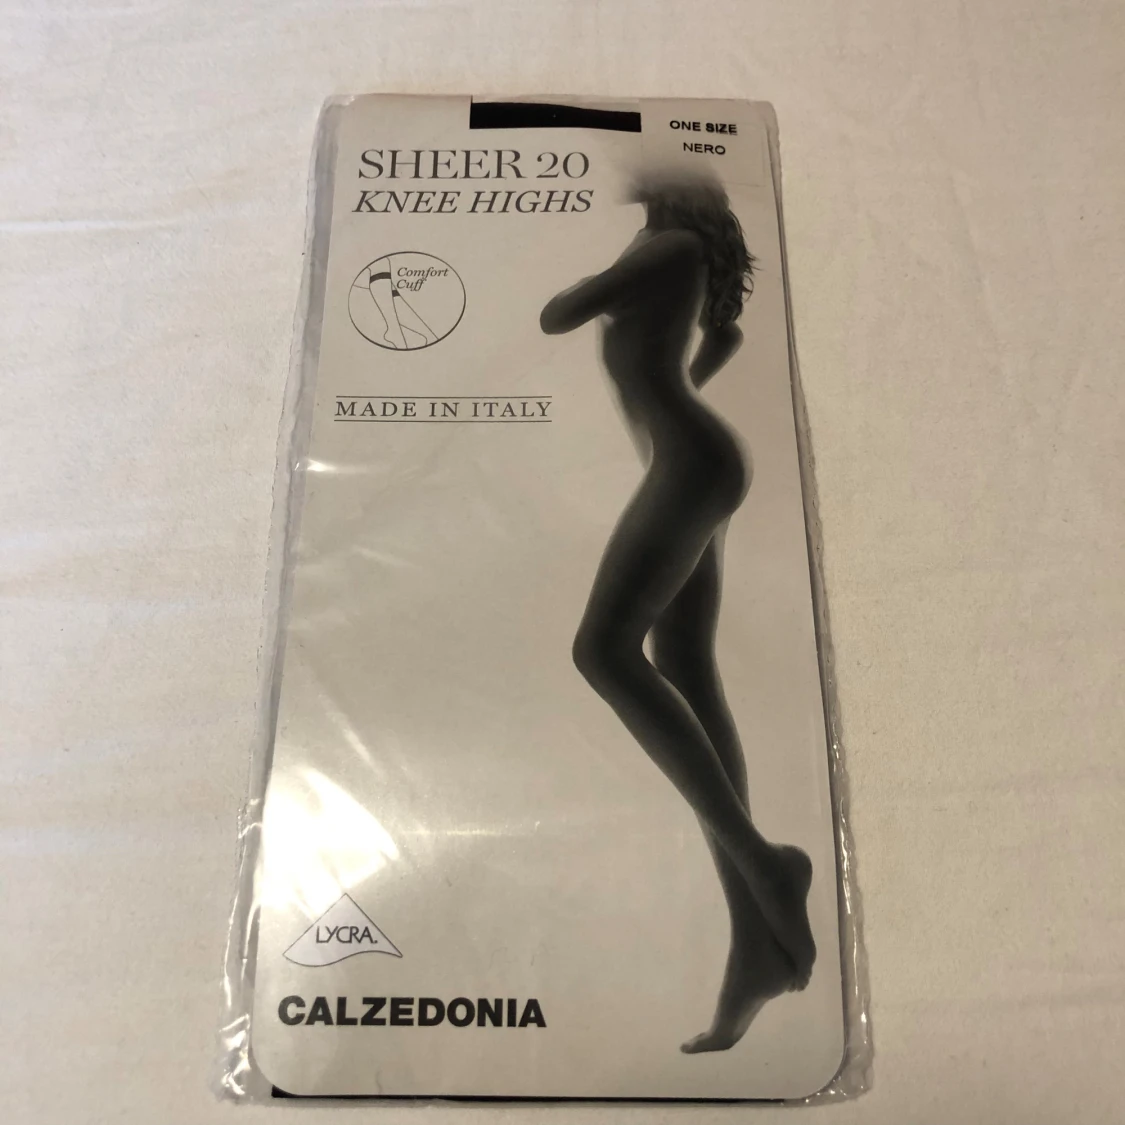 ONE SIZE
NERO
SHEER 20
KNEE HIGHS
Comfort
Cuff
MADE IN ITALY
LYCRA.
CALZEDONIA